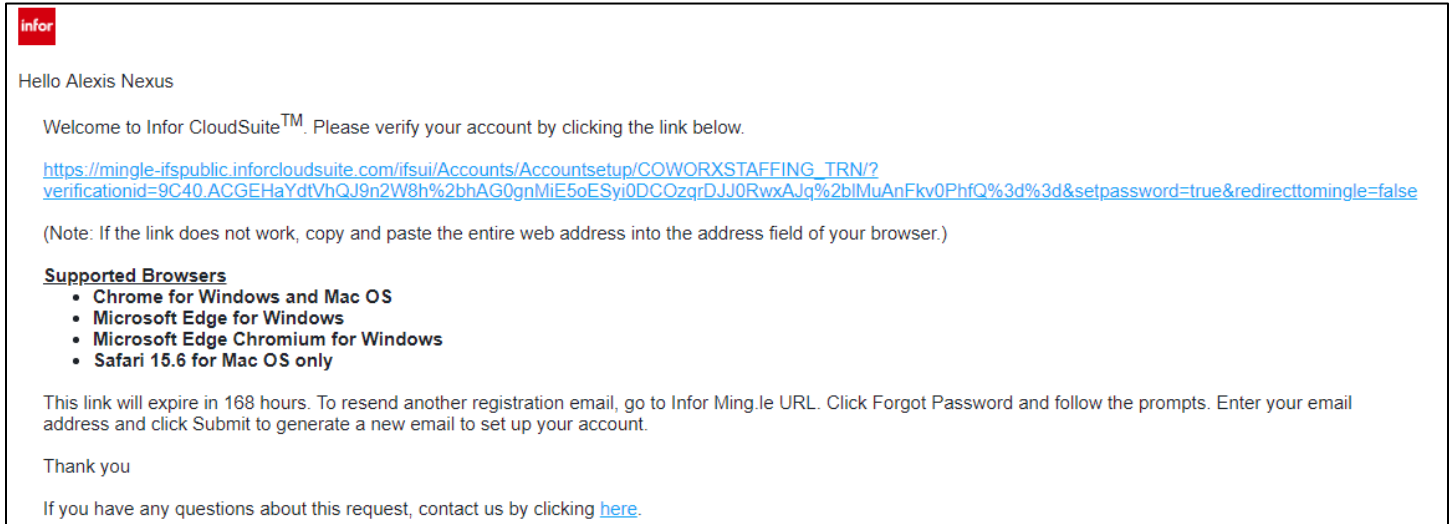 infor
Hello Alexis Nexus
Welcome to Infor CloudSuite™. Please verify your account by clicking the link below.
https://mingle-ifspublic.inforcloudsuite.com/ifsui/Accounts/Accountsetup/COWORXSTAFFING_TRN/?
verificationid=9C40.ACGEHaYdtVhQJ9n2W8h%2bhAG0gnMiE5oESyi0DCOzqrDJJ0RwxAJq%2blMuAnFkv0PhfQ%3d%3d&setpassword=true&redirecttomingle=false
(Note: If the link does not work, copy and paste the entire web address into the address field of your browser.)
Supported Browsers
• Chrome for Windows and Mac OS
• Microsoft Edge for Windows
• Microsoft Edge Chromium for Windows
• Safari 15.6 for Mac OS only
This link will expire in 168 hours. To resend another registration email, go to Infor Ming.le URL. Click Forgot Password and follow the prompts. Enter your email
address and click Submit to generate a new email to set up your account.
Thank you
If you have any questions about this request, contact us by clicking here.